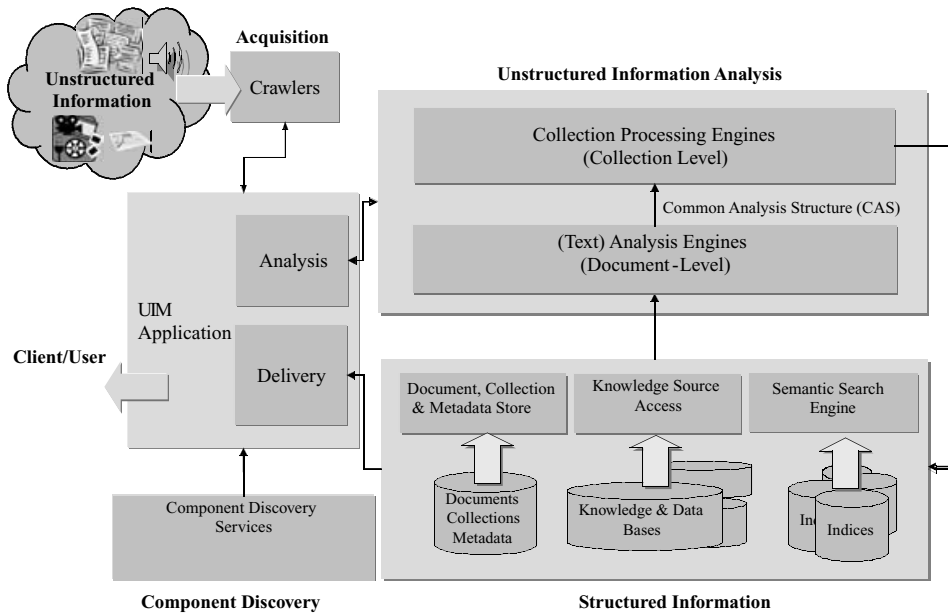 Acquisition
Unstructured
Information
Crawlers
Unstructured Information Analysis
Collection Processing Engines
(Collection Level)
Common Analysis Structure (CAS)
(Text) Analysis Engines
(Document-Level)
Analysis
UIM
Application
Delivery
Client/User
Document, Collection
& Metadata Store
Knowledge Source
Access
Semantic Search
Engine
Documents
Collections
Metadata
Knowledge & Data
Bases
Indices
Component Discovery
Services
Component Discovery
Structured Information